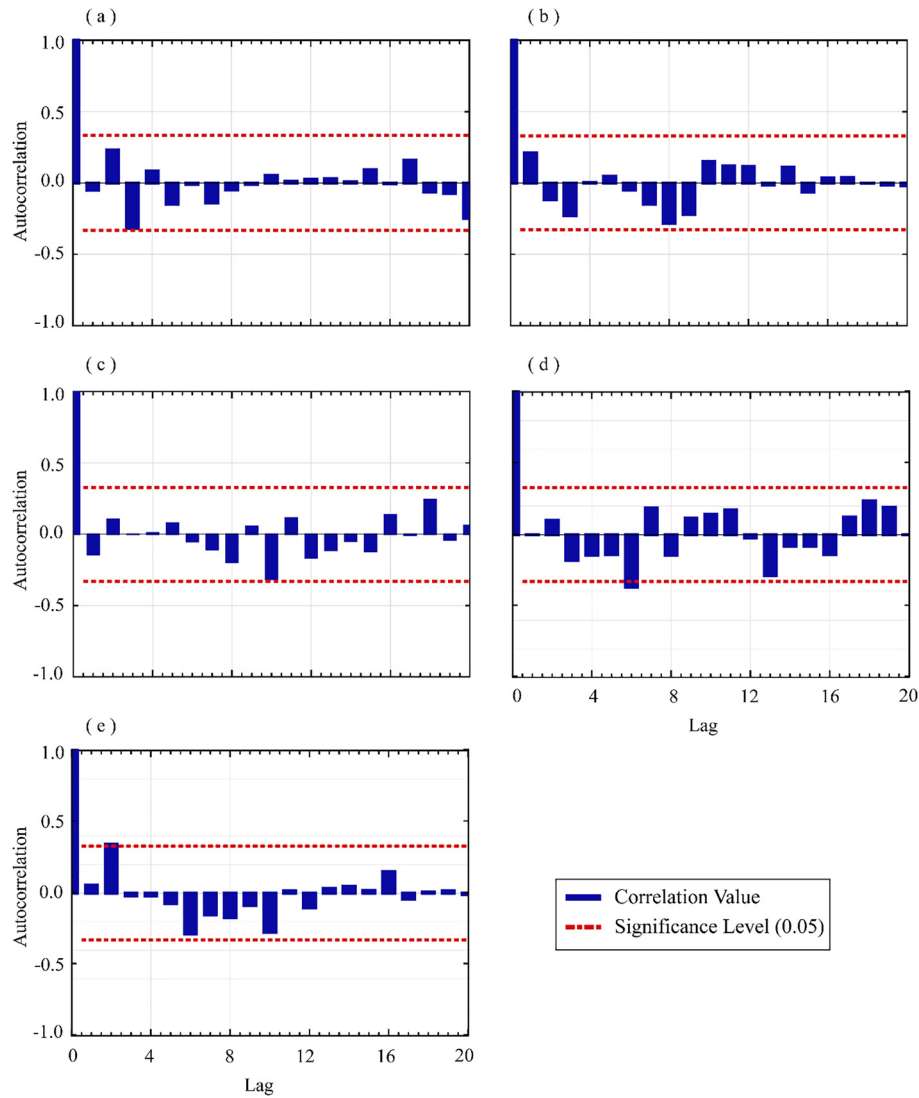 ( a )
( b )
1.0
0.5
0.0
-0.5
-1.0
Autocorrelation
( c )
( d )
1.0
0.5
0.0
-0.5
-1.0
Autocorrelation
0 4 8 12 16 20
Lag
( e )
1.0
0.5
0.0
-0.5
-1.0
Autocorrelation
0 4 8 12 16 20
Lag
Correlation Value
Significance Level (0.05)